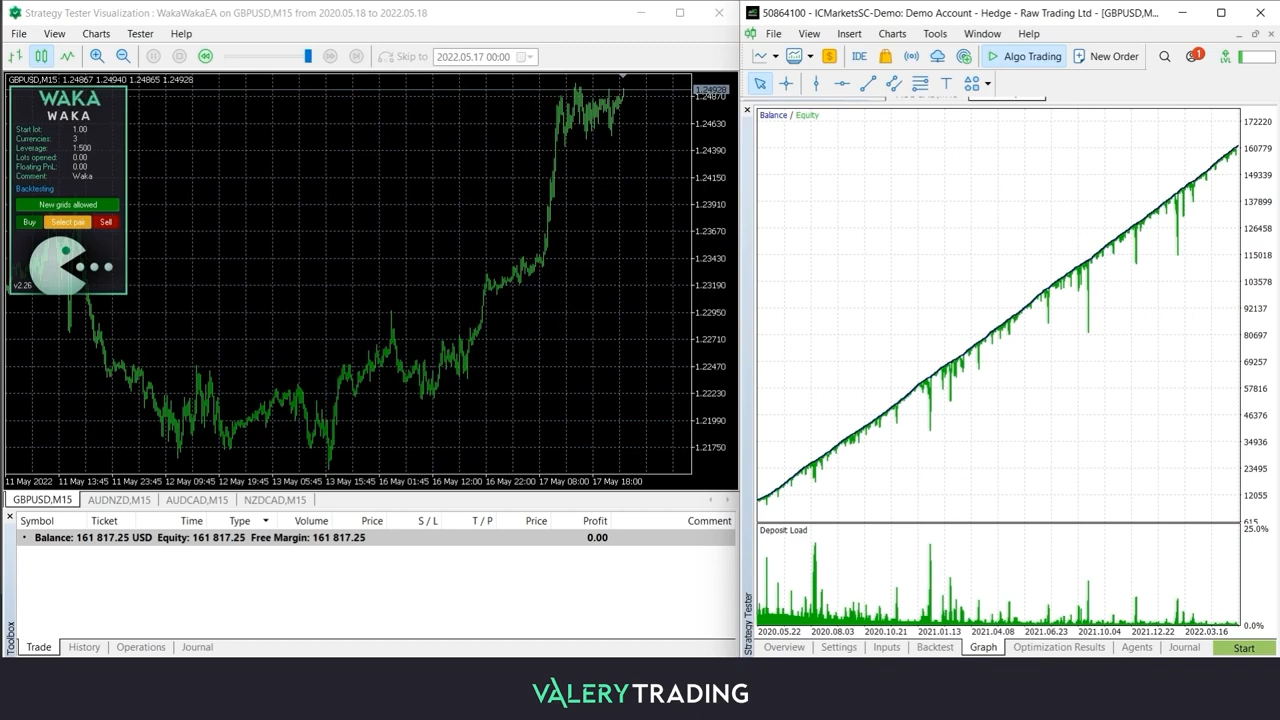 Strategy Tester Visualization : WakaWakaEA on GBPUSD,M15 from 2020.05.18 to 2022.05.18
File View Charts Tester Help
Skip to 2022.05.17 00:00
GBPUSD,M15: 1.24867 1.24940 1.24865 1.24928
WAKA
WAKA
Start lot: 1.00
Currencies: 3
Leverage: 1:500
Lots opened: 0.00
Floating PnL: 0.00
Comment: Waka
Backtesting
New grids allowed
Buy Select pair Sell
v2.26
1.24928
1.24870
1.24630
1.24390
1.24150
1.23910
1.23670
1.23430
1.23190
1.22950
1.22710
1.22470
1.22230
1.21990
1.21750
11 May 2022 11 May 13:45 11 May 23:45 12 May 09:45 12 May 19:45 13 May 05:45 13 May 15:45 16 May 01:45 16 May 12:00 16 May 22:00 17 May 08:00 17 May 18:00
GBPUSD,M15 AUDNZD,M15 AUDCAD,M15 NZDCAD,M15
Symbol Ticket Time Type Volume Price S / L T / P Price Profit Comment
Balance: 161 817.25 USD Equity: 161 817.25 Free Margin: 161 817.25 0.00
Toolbox
Trade History Operations Journal
50864100 - ICMarketsSC-Demo: Demo Account - Hedge - Raw Trading Ltd - [GBPUSD,M...
File View Insert Charts Tools Window Help
$ IDE Algo Trading New Order 1 LVL
T
Balance / Equity
172220
160779
149339
137899
126458
115018
103578
92137
80697
69257
57816
46376
34936
23495
12055
615
Deposit Load
25.0%
0.0%
2020.05.22 2020.08.03 2020.10.21 2021.01.13 2021.04.08 2021.06.23 2021.10.04 2021.12.22 2022.03.16
Strategy Tester
Overview Settings Inputs Backtest Graph Optimization Results Agents Journal Start
VALERYTRADING